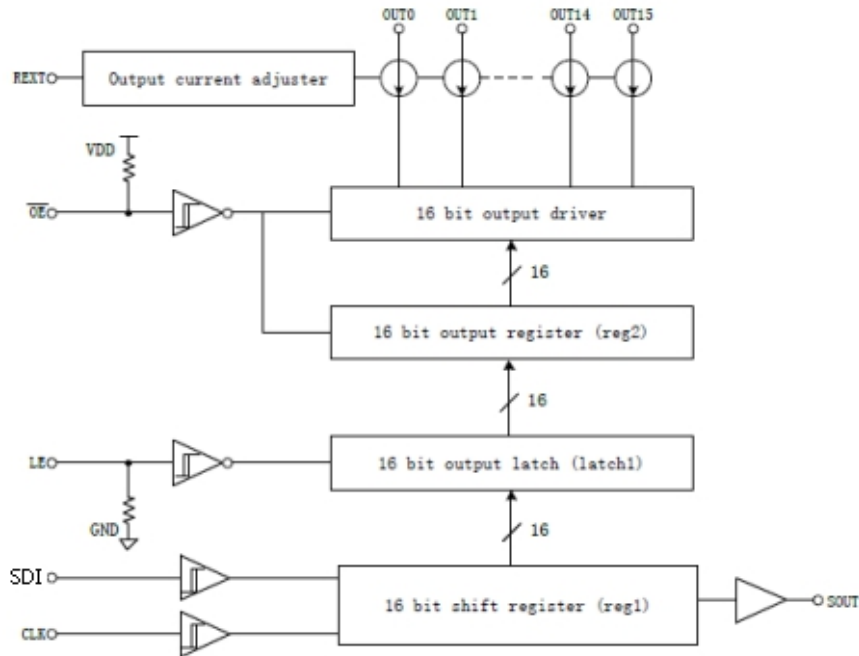 OUT0 OUT1 OUT14 OUT15
REXT Output current adjuster
VDD
OE 16 bit output driver
16
16 bit output register (reg2)
16
LE 16 bit output latch (latch1)
GND
16
SDI
16 bit shift register (reg1)
SOUT
CLK